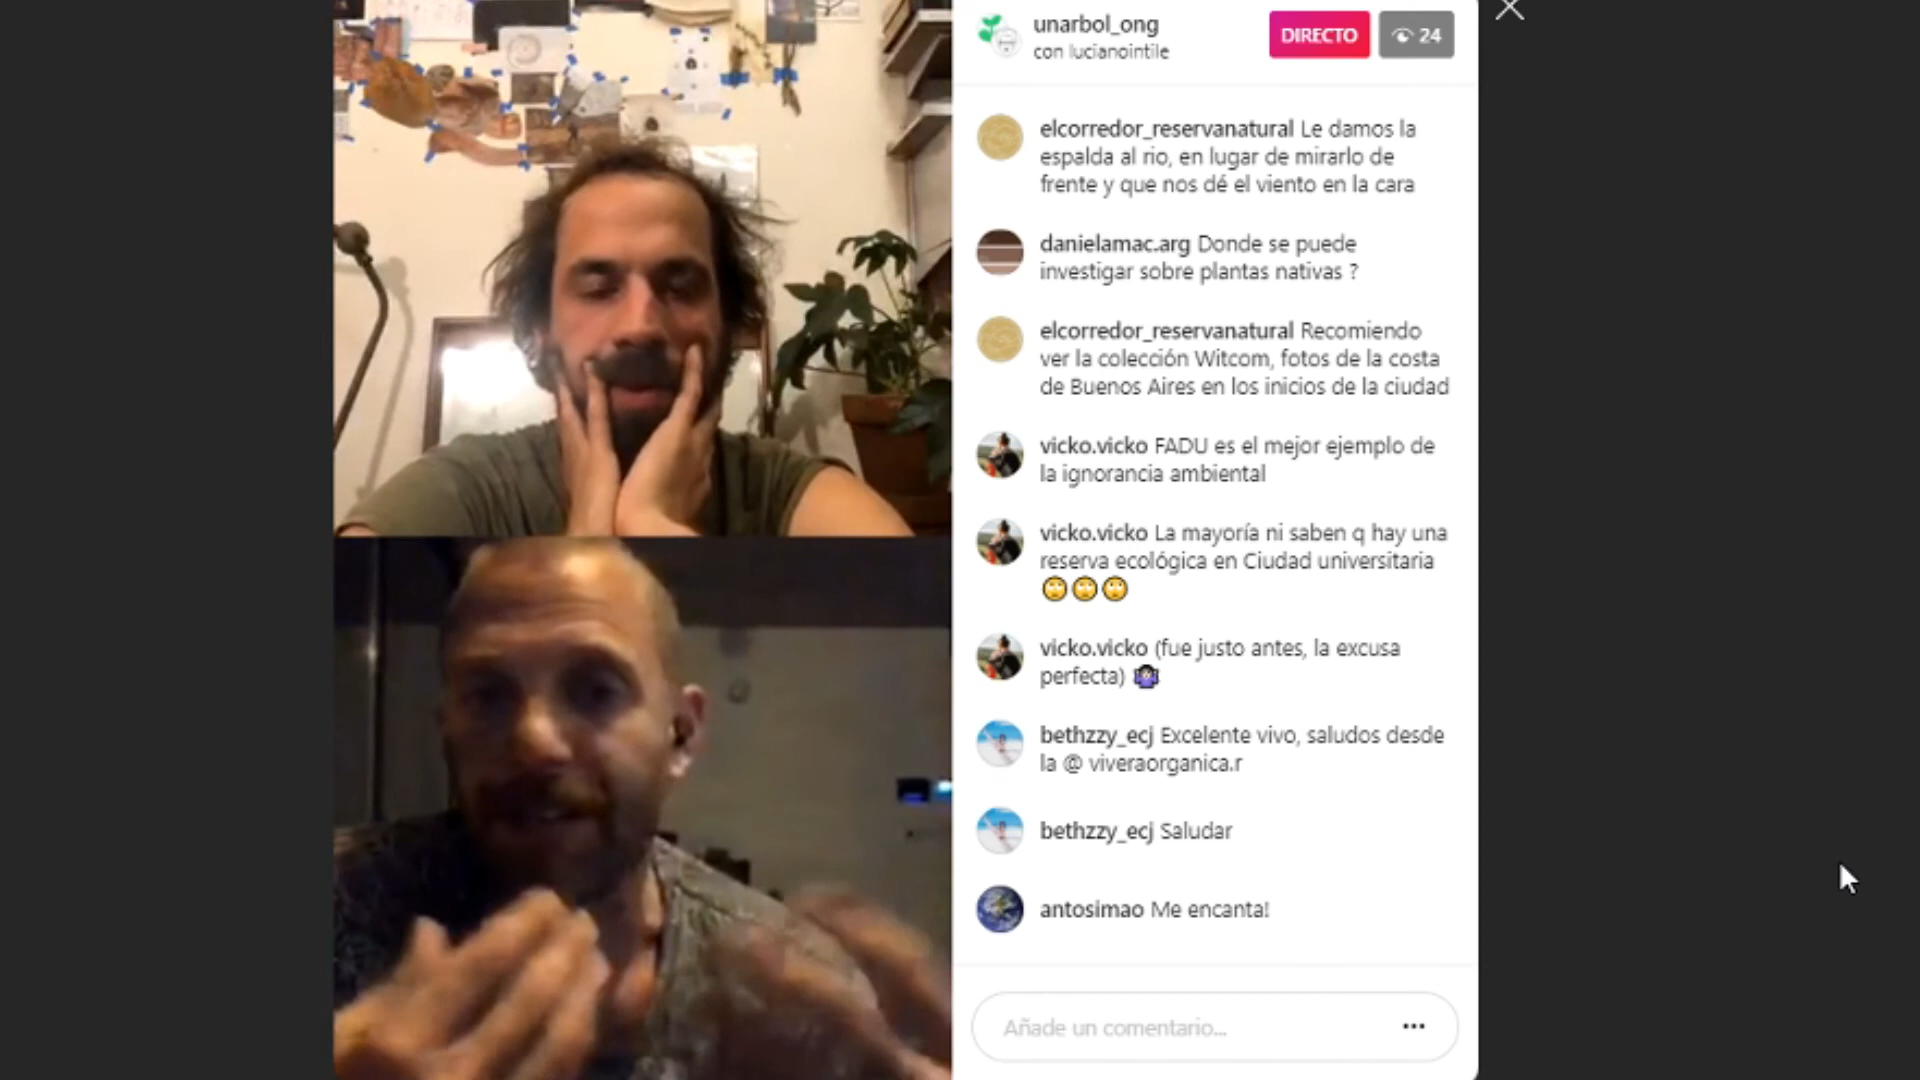 unarbol_ong
con lucianointile
DIRECTO
24
elcorredor_reservanatural Le damos la
espalda al rio, en lugar de mirarlo de
frente y que nos dé el viento en la cara
danielamac.arg Donde se puede
investigar sobre plantas nativas ?
elcorredor_reservanatural Recomiendo
ver la colección Witcom, fotos de la costa
de Buenos Aires en los inicios de la ciudad
vicko.vicko FADU es el mejor ejemplo de
la ignorancia ambiental
vicko.vicko La mayoría ni saben q hay una
reserva ecológica en Ciudad universitaria
🙄🙄🙄
vicko.vicko (fue justo antes, la excusa
perfecta) 🤷🏻‍♀️
bethzzy_ecj Excelente vivo, saludos desde
la @ viveraorganica.r
bethzzy_ecj Saludar
antosimao Me encanta!
Añade un comentario...